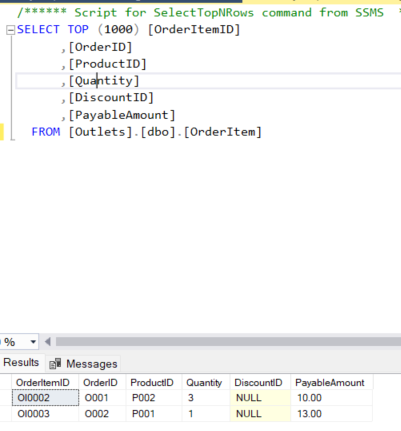 /****** Script for SelectTopNRows command from SSMS *
SELECT TOP (1000) [OrderItemID]
,[OrderID]
,[ProductID]
,[Quantity]
,[DiscountID]
,[PayableAmount]
FROM [Outlets].[dbo].[OrderItem]
%
Results Messages
OrderItemID OrderID ProductID Quantity DiscountID PayableAmount
OI0002 O001 P002 3 NULL 10.00
OI0003 O002 P001 1 NULL 13.00